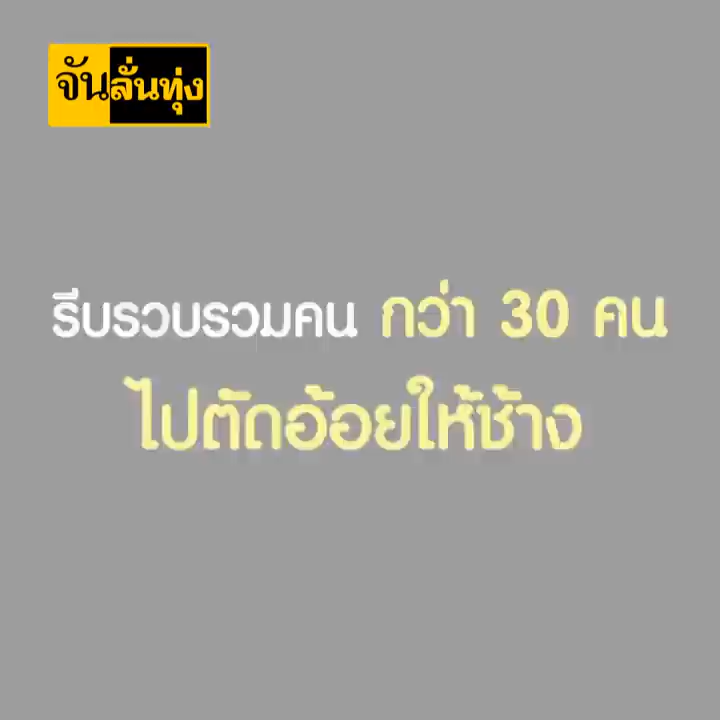 จันลั่นทุ่ง
รีบรวบรวมคน กว่า 30 คน
ไปตัดอ้อยให้ช้าง